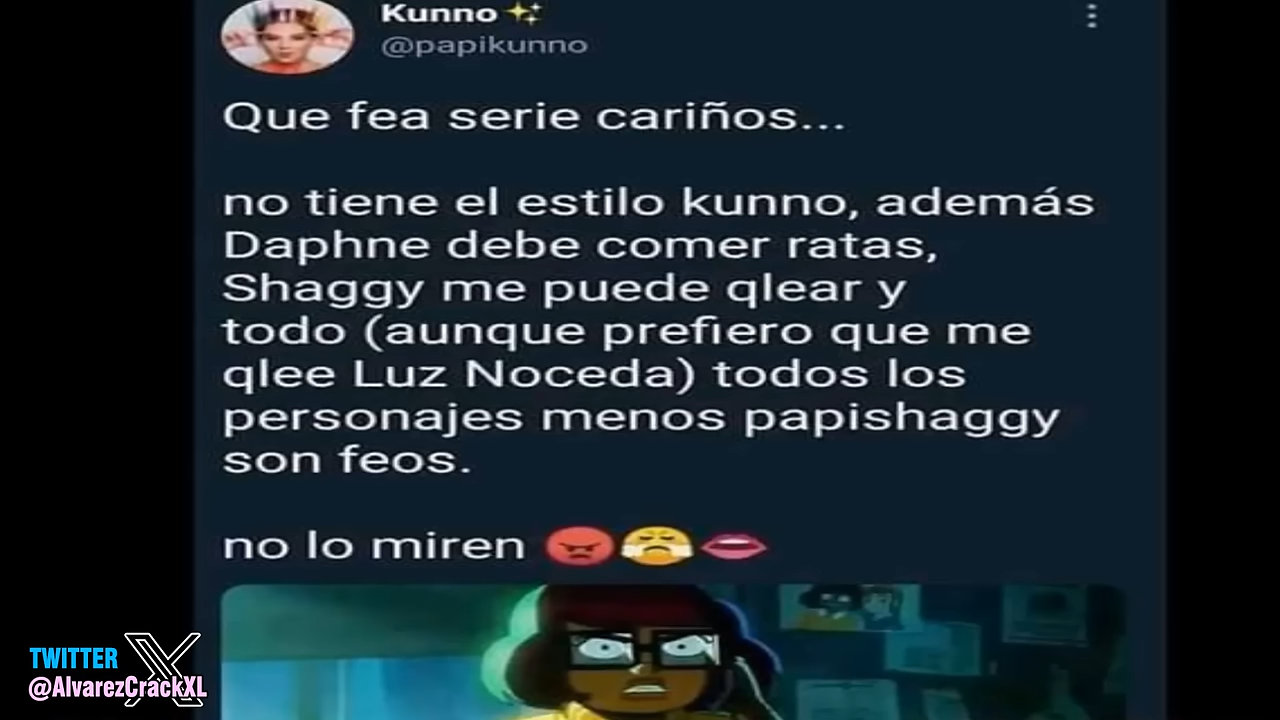 Kunno✨
@papikunno
Que fea serie cariños...
no tiene el estilo kunno, además
Daphne debe comer ratas,
Shaggy me puede qlear y
todo (aunque prefiero que me
qlee Luz Noceda) todos los
personajes menos papishaggy
son feos.
no lo miren 😡😤👄
TWITTER X
@AlvarezCrackXL